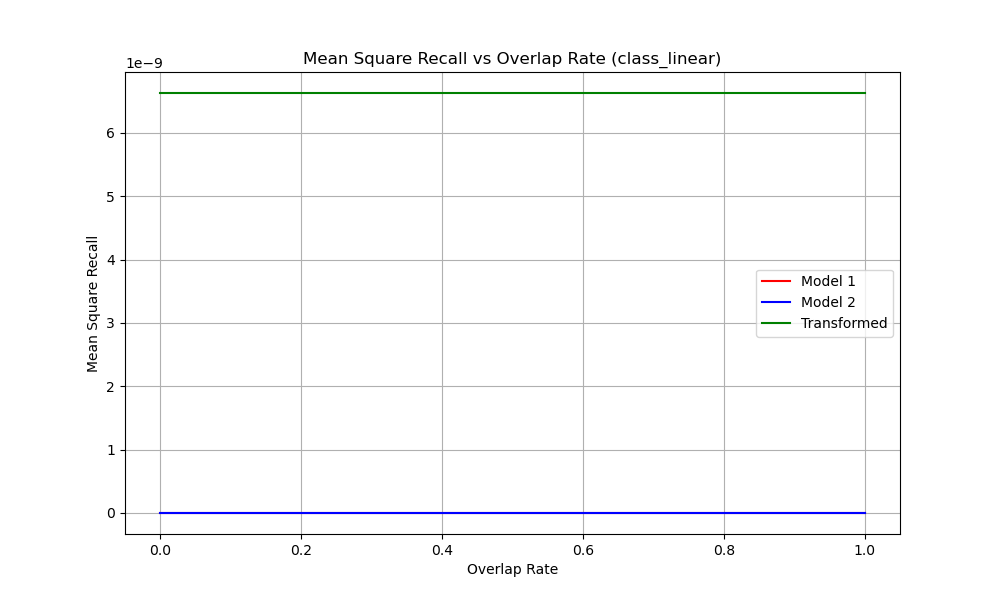 Mean Square Recall vs Overlap Rate (class_linear)
1e−9
6
5
4
3
2
1
0
Mean Square Recall
Model 1
Model 2
Transformed
0.0 0.2 0.4 0.6 0.8 1.0
Overlap Rate